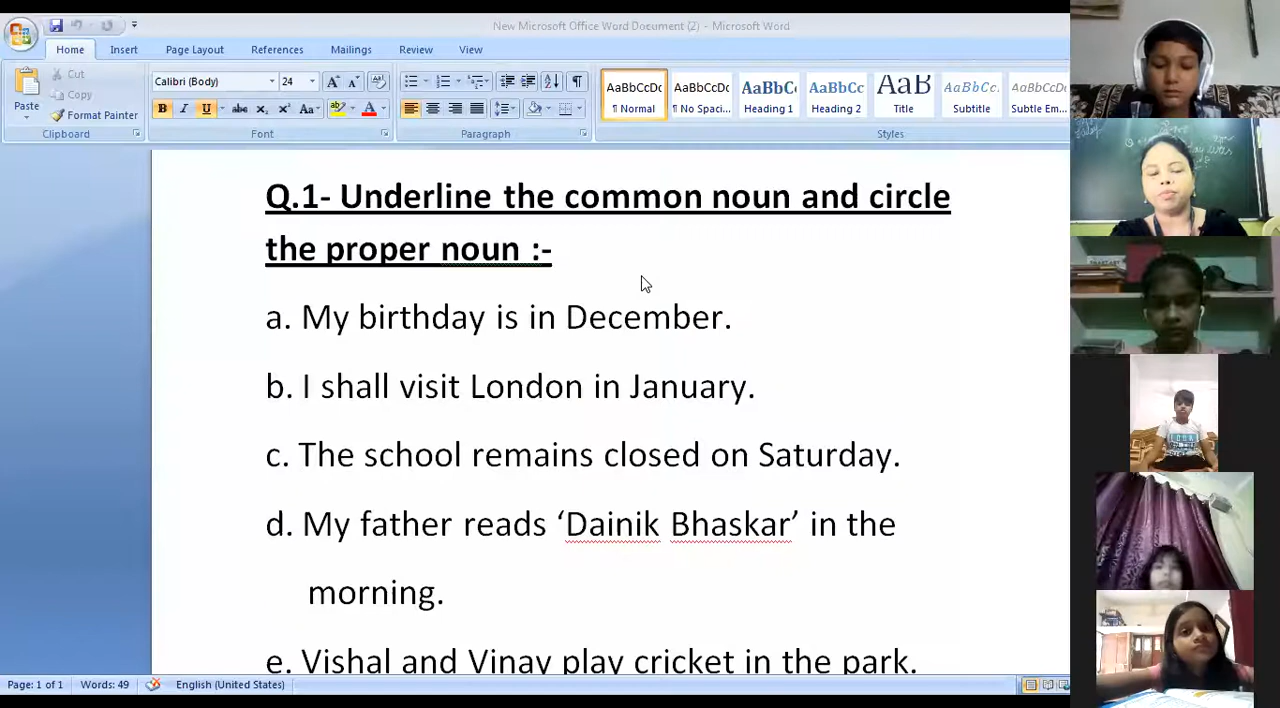 New Microsoft Office Word Document (2) - Microsoft Word
Home Insert Page Layout References Mailings Review View
Cut
Copy
Format Painter
Paste
Calibri (Body) 24
AaBbCcDc AaBbCcDc AaBbC AaBbCc AaB AaBbCc. AaBbCcDc
¶ Normal ¶ No Spaci... Heading 1 Heading 2 Title Subtitle Subtle Em...
Clipboard Font Paragraph Styles
Q.1- Underline the common noun and circle
the proper noun :-
a. My birthday is in December.
b. I shall visit London in January.
c. The school remains closed on Saturday.
d. My father reads ‘Dainik Bhaskar’ in the
morning.
e. Vishal and Vinay play cricket in the park.
Page: 1 of 1 Words: 49 English (United States)